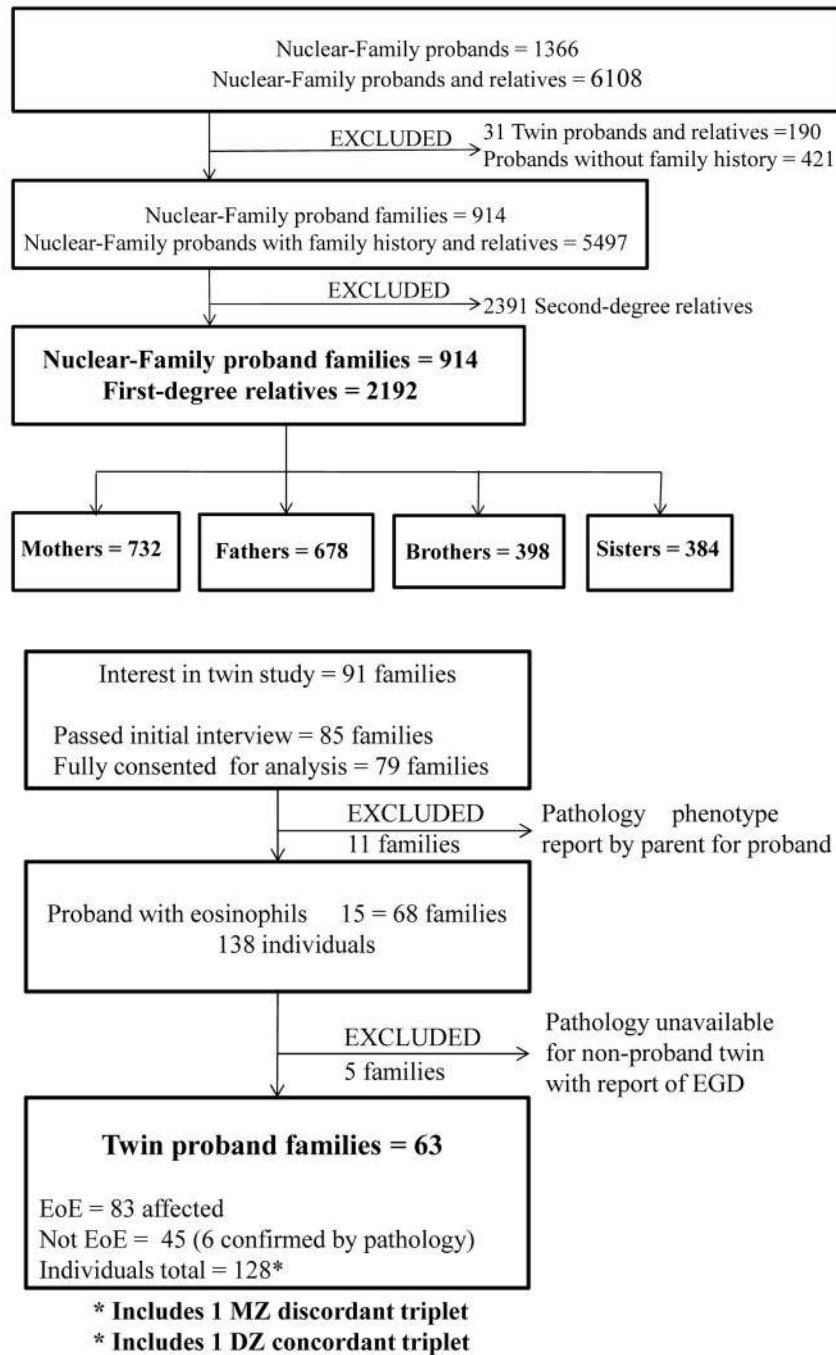 Nuclear-Family probands = 1366
Nuclear-Family probands and relatives = 6108
EXCLUDED
31 Twin probands and relatives =190
Probands without family history = 421
Nuclear-Family proband families = 914
Nuclear-Family probands with family history and relatives = 5497
EXCLUDED
2391 Second-degree relatives
Nuclear-Family proband families = 914
First-degree relatives = 2192
Mothers = 732
Fathers = 678
Brothers = 398
Sisters = 384
Interest in twin study = 91 families
Passed initial interview = 85 families
Fully consented for analysis = 79 families
EXCLUDED
11 families
Pathology phenotype
report by parent for proband
Proband with eosinophils 15 = 68 families
138 individuals
EXCLUDED
5 families
Pathology unavailable
for non-proband twin
with report of EGD
Twin proband families = 63
EoE = 83 affected
Not EoE = 45 (6 confirmed by pathology)
Individuals total = 128*
* Includes 1 MZ discordant triplet
* Includes 1 DZ concordant triplet